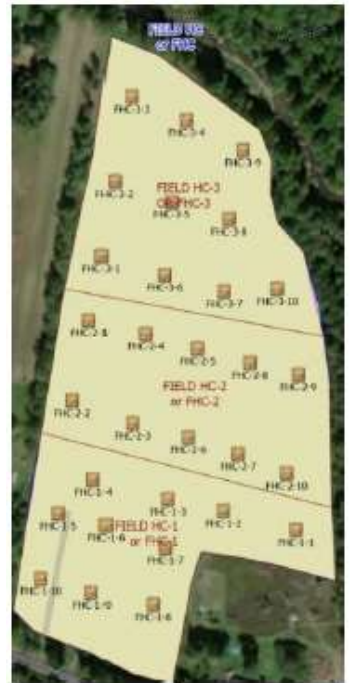 FIELD HC
or FHC
FHC-3-3
FHC-3-4
FHC-3-9
FHC-3-2
FIELD HC-3
OR FHC-3
FHC-3-5
FHC-3-8
FHC-3-1
FHC-3-6
FHC-3-7
FHC-3-10
FHC-2-4
FHC-2-5
FHC-2-8
FHC-2-9
FIELD HC-2
or FHC-2
FHC-2-2
FHC-2-3
FHC-2-6
FHC-2-7
FHC-2-10
FHC-1-4
FHC-1-3
FHC-1-2
FHC-1-5
FHC-1-6
FIELD HC-1
or FHC-1
FHC-1-1
FHC-1-7
FHC-1-10
FHC-1-9
FHC-1-8